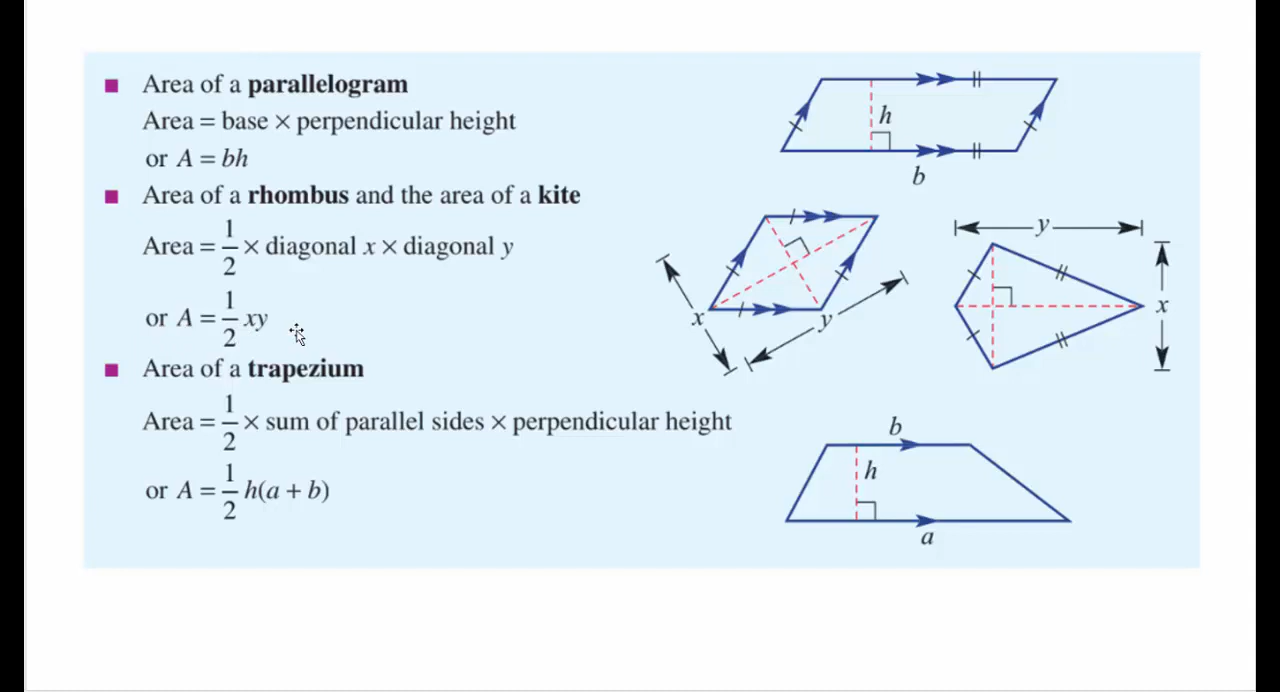 Area of a parallelogram
Area = base × perpendicular height
or A = bh
Area of a rhombus and the area of a kite
Area = 1/2 × diagonal x × diagonal y
or A = 1/2 xy
Area of a trapezium
Area = 1/2 × sum of parallel sides × perpendicular height
or A = 1/2 h(a + b)
h
b
x
y
y
x
b
h
a